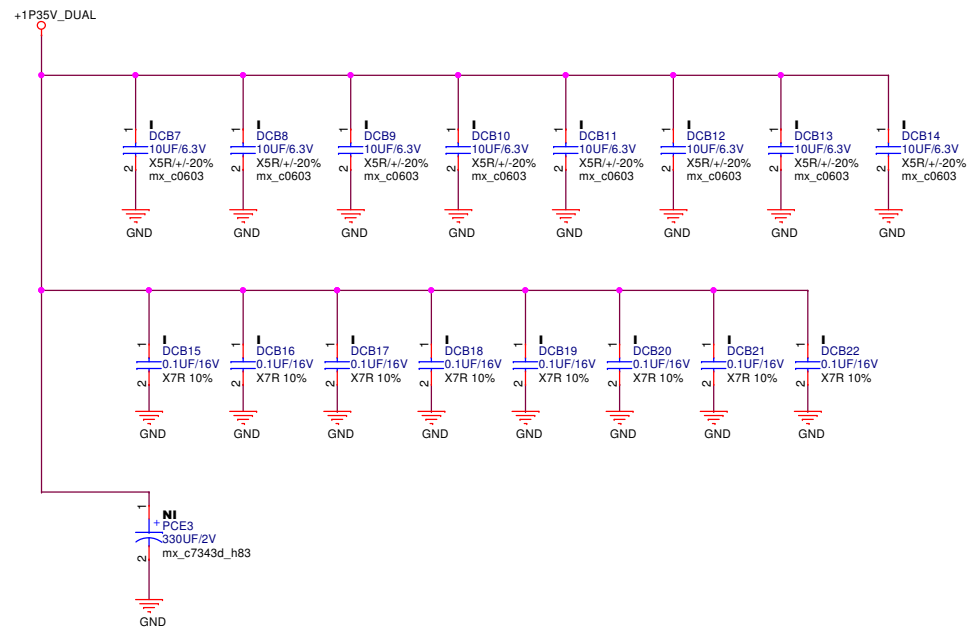 +1P35V_DUAL
1
2
I
DCB7
10UF/6.3V
X5R/+/-20%
mx_c0603
GND
1
2
I
DCB8
10UF/6.3V
X5R/+/-20%
mx_c0603
GND
1
2
I
DCB9
10UF/6.3V
X5R/+/-20%
mx_c0603
GND
1
2
I
DCB10
10UF/6.3V
X5R/+/-20%
mx_c0603
GND
1
2
I
DCB11
10UF/6.3V
X5R/+/-20%
mx_c0603
GND
1
2
I
DCB12
10UF/6.3V
X5R/+/-20%
mx_c0603
GND
1
2
I
DCB13
10UF/6.3V
X5R/+/-20%
mx_c0603
GND
1
2
I
DCB14
10UF/6.3V
X5R/+/-20%
mx_c0603
GND
1
2
I
DCB15
0.1UF/16V
X7R 10%
GND
1
2
I
DCB16
0.1UF/16V
X7R 10%
GND
1
2
I
DCB17
0.1UF/16V
X7R 10%
GND
1
2
I
DCB18
0.1UF/16V
X7R 10%
GND
1
2
I
DCB19
0.1UF/16V
X7R 10%
GND
1
2
I
DCB20
0.1UF/16V
X7R 10%
GND
1
2
I
DCB21
0.1UF/16V
X7R 10%
GND
1
2
I
DCB22
0.1UF/16V
X7R 10%
GND
1
2
NI
+
PCE3
330UF/2V
mx_c7343d_h83
GND